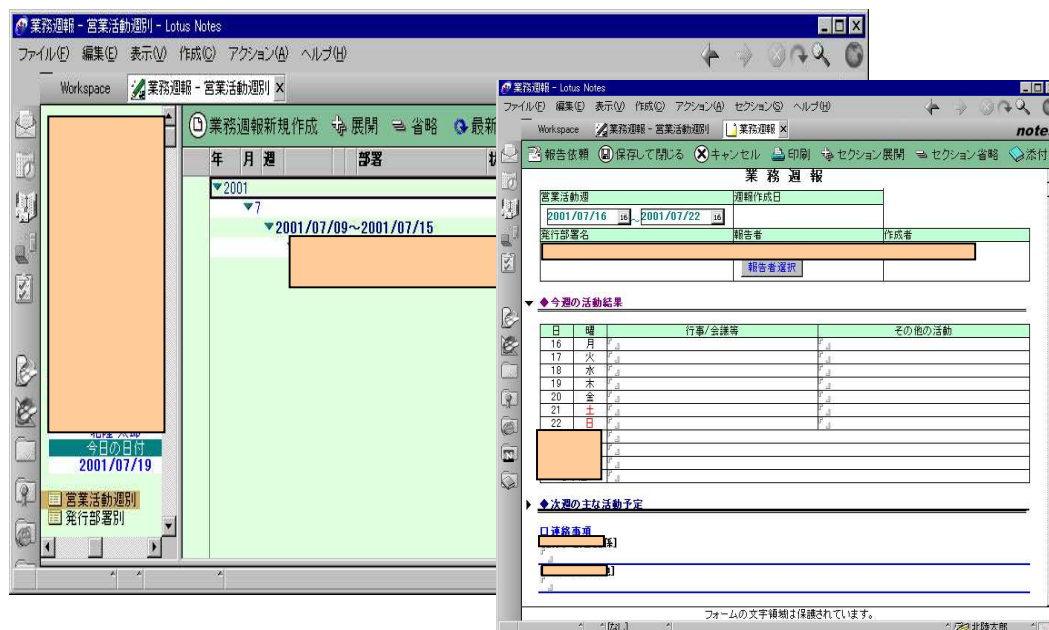 業務週報 - 営業活動週別 - Lotus Notes
ファイル(F) 編集(E) 表示(V) 作成(C) アクション(A) ヘルプ(H)
Workspace 業務週報 - 営業活動週別
業務週報新規作成 展開 省略 最新
年 月 週 部署
2001
7
2001/07/09~2001/07/15
今日の日付
2001/07/19
営業活動週別
発行部署別
業務週報 - Lotus Notes
ファイル(F) 編集(E) 表示(V) 作成(C) アクション(A) セクション(S) ヘルプ(H)
Workspace 業務週報 - 営業活動週別 業務週報
note
報告依頼 保存して閉じる キャンセル 印刷 セクション展開 セクション省略 添付
業 務 週 報
営業活動週 週報作成日
2001/07/16 16 ~ 2001/07/22 16
発行部署名 報告者 作成者
報告者選択
◆今週の活動結果
日 曜 行事/会議等 その他の活動
16 月
17 火
18 水
19 木
20 金
21 土
22 日
◆次週の主な活動予定
口連絡事項
係]
フォームの文字領域は保護されています。
[なし]
北陸太郎